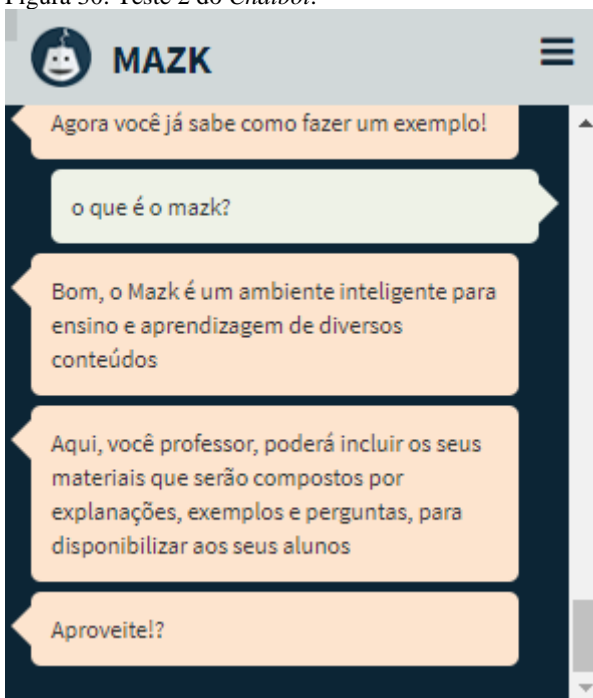 Figura 30: Teste 2 do Chatbot.
MAZK
Agora você já sabe como fazer um exemplo!
o que é o mazk?
Bom, o Mazk é um ambiente inteligente para
ensino e aprendizagem de diversos
conteúdos
Aqui, você professor, poderá incluir os seus
materiais que serão compostos por
explanações, exemplos e perguntas, para
disponibilizar aos seus alunos
Aproveite!?